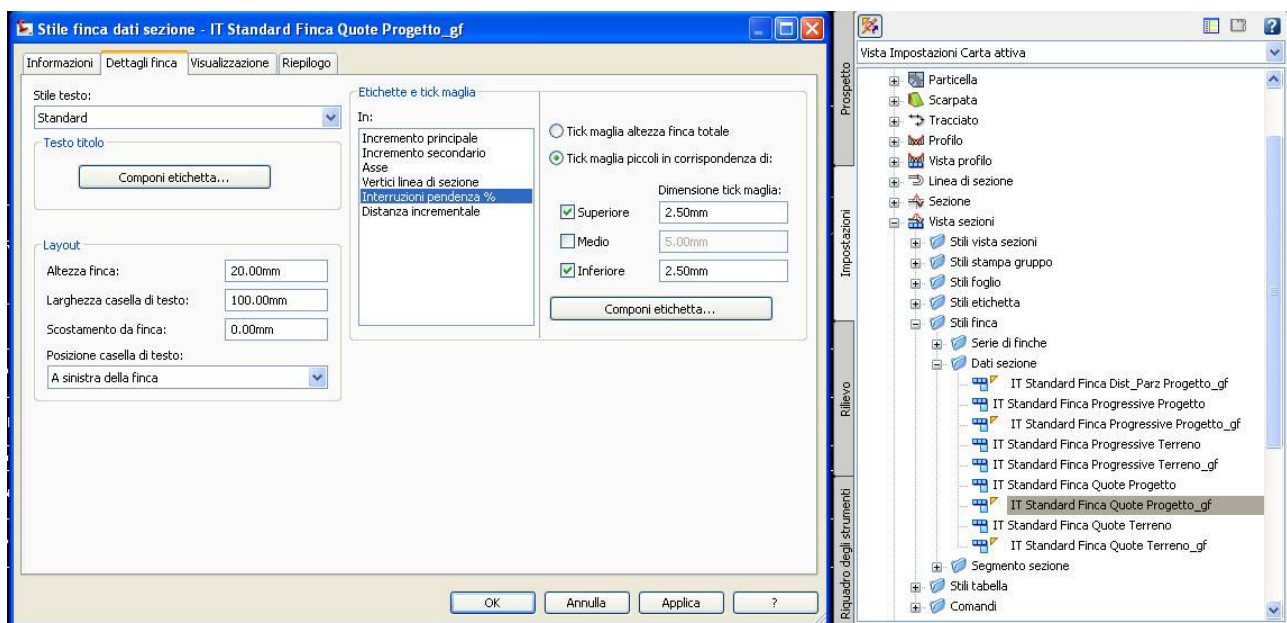 Stile finca dati sezione - IT Standard Finca Quote Progetto_gf
Informazioni
Dettagli finca
Visualizzazione
Riepilogo
Stile testo:
Standard
Testo titolo
Componi etichetta...
Layout
Altezza finca:
20.00mm
Larghezza casella di testo:
100.00mm
Scostamento da finca:
0.00mm
Posizione casella di testo:
A sinistra della finca
Etichette e tick maglia
In:
Incremento principale
Incremento secondario
Asse
Vertici linea di sezione
Interruzioni pendenza %
Distanza incrementale
Tick maglia altezza finca totale
Tick maglia piccoli in corrispondenza di:
Dimensione tick maglia:
Superiore
2.50mm
Medio
5.00mm
Inferiore
2.50mm
Componi etichetta...
OK
Annulla
Applica
?
Prospetto
Impostazioni
Rilievo
Riquadro degli strumenti
?
Vista Impostazioni Carta attiva
Particella
Scarpata
Tracciato
Profilo
Vista profilo
Linea di sezione
Sezione
Vista sezioni
Stili vista sezioni
Stili stampa gruppo
Stili foglio
Stili etichetta
Stili finca
Serie di finche
Dati sezione
IT Standard Finca Dist_Parz Progetto_gf
IT Standard Finca Progressive Progetto
IT Standard Finca Progressive Progetto_gf
IT Standard Finca Progressive Terreno
IT Standard Finca Progressive Terreno_gf
IT Standard Finca Quote Progetto
IT Standard Finca Quote Progetto_gf
IT Standard Finca Quote Terreno
IT Standard Finca Quote Terreno_gf
Segmento sezione
Stili tabella
Comandi